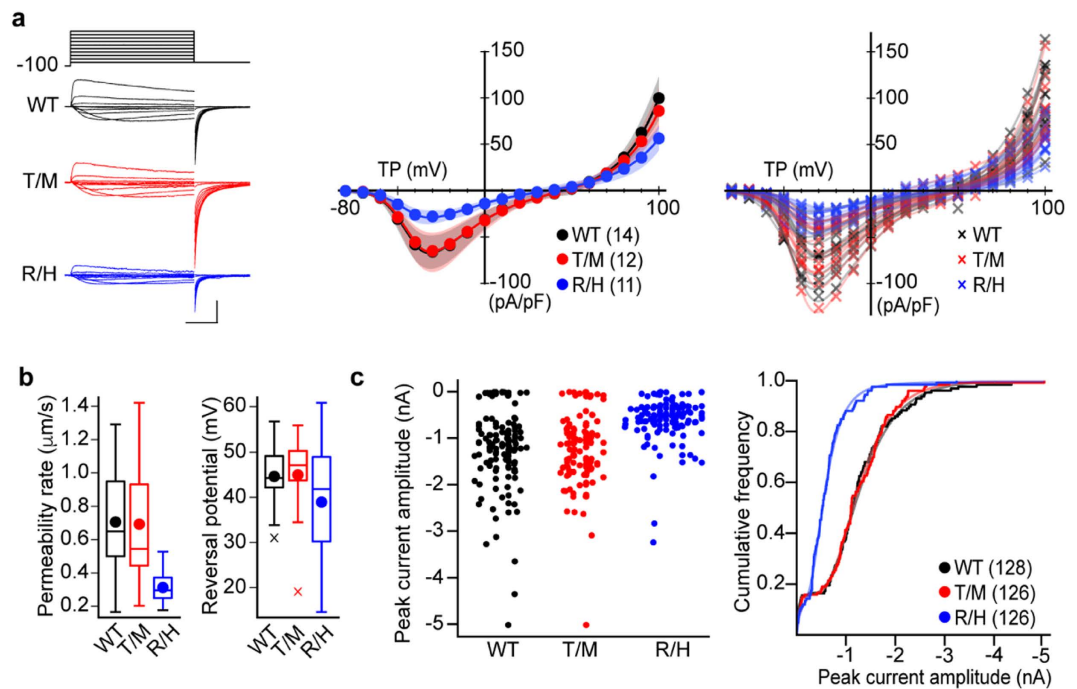 a
-100
WT
T/M
R/H
150
100
50
TP (mV)
-80
100
WT (14)
T/M (12)
R/H (11)
-100
(pA/pF)
150
100
50
TP (mV)
100
WT
T/M
R/H
-100
(pA/pF)
b
Permeability rate (μm/s)
1.4
1.2
1.0
0.8
0.6
0.4
0.2
WT
T/M
R/H
Reversal potential (mV)
60
50
40
30
20
WT
T/M
R/H
c
Peak current amplitude (nA)
0
-1
-2
-3
-4
-5
WT
T/M
R/H
Cumulative frequency
1.0
0.8
0.6
0.4
0.2
WT (128)
T/M (126)
R/H (126)
-1
-2
-3
-4
-5
Peak current amplitude (nA)